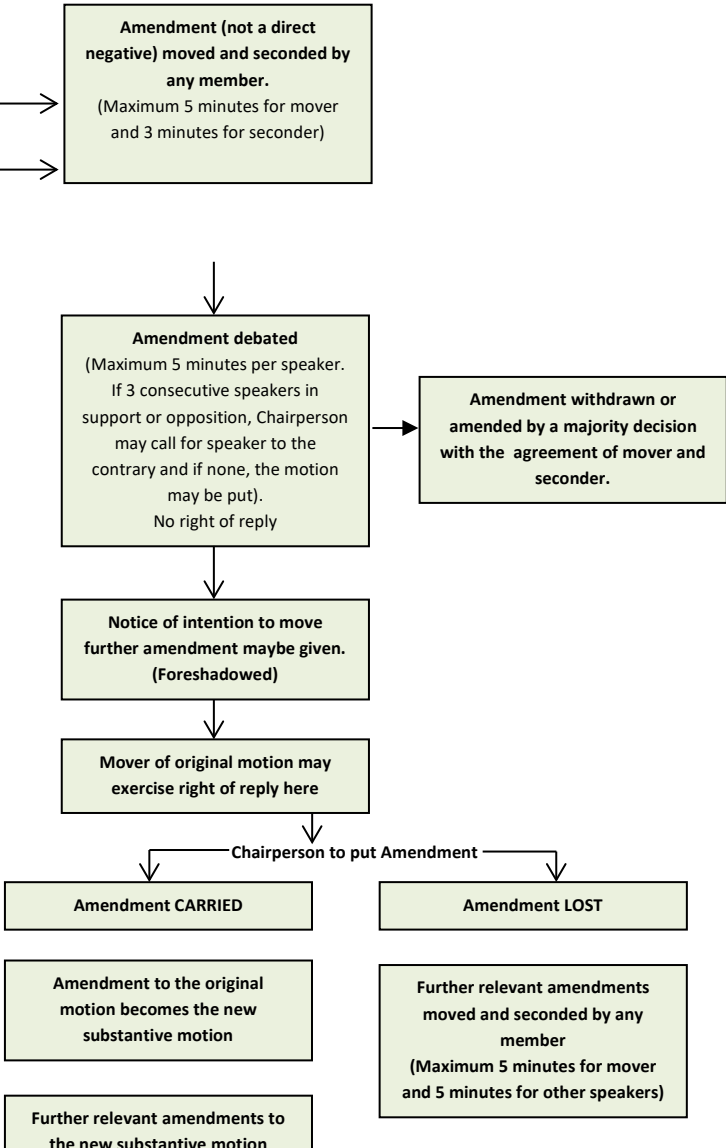 Amendment (not a direct
negative) moved and seconded by
any member.
(Maximum 5 minutes for mover
and 3 minutes for seconder)
Amendment debated
(Maximum 5 minutes per speaker.
If 3 consecutive speakers in
support or opposition, Chairperson
may call for speaker to the
contrary and if none, the motion
may be put).
No right of reply
Amendment withdrawn or
amended by a majority decision
with the agreement of mover and
seconder.
Notice of intention to move
further amendment maybe given.
(Foreshadowed)
Mover of original motion may
exercise right of reply here
Chairperson to put Amendment
Amendment CARRIED
Amendment LOST
Amendment to the original
motion becomes the new
substantive motion
Further relevant amendments
moved and seconded by any
member
(Maximum 5 minutes for mover
and 5 minutes for other speakers)
Further relevant amendments to
the new substantive motion